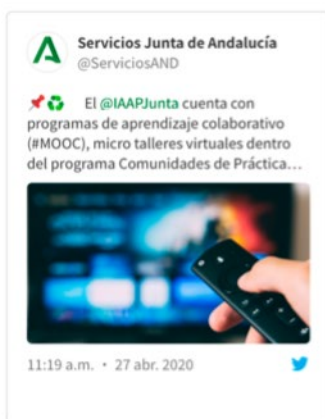 Servicios Junta de Andalucía
@ServiciosAND
📌♻️ El @IAAPJunta cuenta con
programas de aprendizaje colaborativo
(#MOOC), micro talleres virtuales dentro
del programa Comunidades de Práctica…
11:19 a.m. • 27 abr. 2020